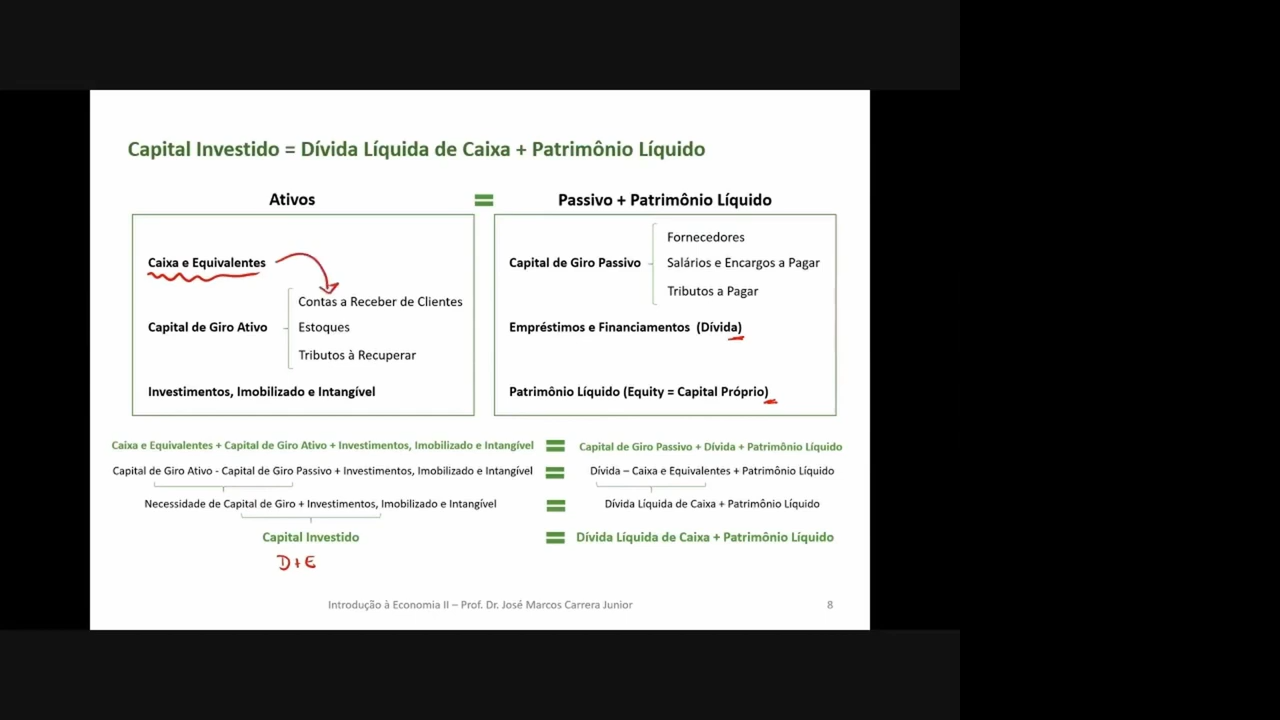 Capital Investido = Dívida Líquida de Caixa + Patrimônio Líquido
Ativos = Passivo + Patrimônio Líquido
Caixa e Equivalentes
Contas a Receber de Clientes
Capital de Giro Ativo
Estoques
Tributos à Recuperar
Investimentos, Imobilizado e Intangível
Fornecedores
Capital de Giro Passivo
Salários e Encargos a Pagar
Tributos a Pagar
Empréstimos e Financiamentos (Dívida)
Patrimônio Líquido (Equity = Capital Próprio)
Caixa e Equivalentes + Capital de Giro Ativo + Investimentos, Imobilizado e Intangível = Capital de Giro Passivo + Dívida + Patrimônio Líquido
Capital de Giro Ativo - Capital de Giro Passivo + Investimentos, Imobilizado e Intangível = Dívida – Caixa e Equivalentes + Patrimônio Líquido
Necessidade de Capital de Giro + Investimentos, Imobilizado e Intangível = Dívida Líquida de Caixa + Patrimônio Líquido
Capital Investido = Dívida Líquida de Caixa + Patrimônio Líquido
D+E
Introdução à Economia II – Prof. Dr. José Marcos Carrera Junior 8